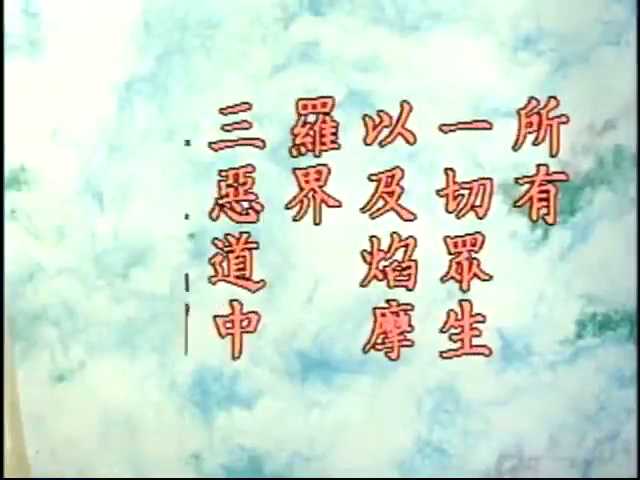 所有
一切眾生
以及焰摩
羅界
三惡道中